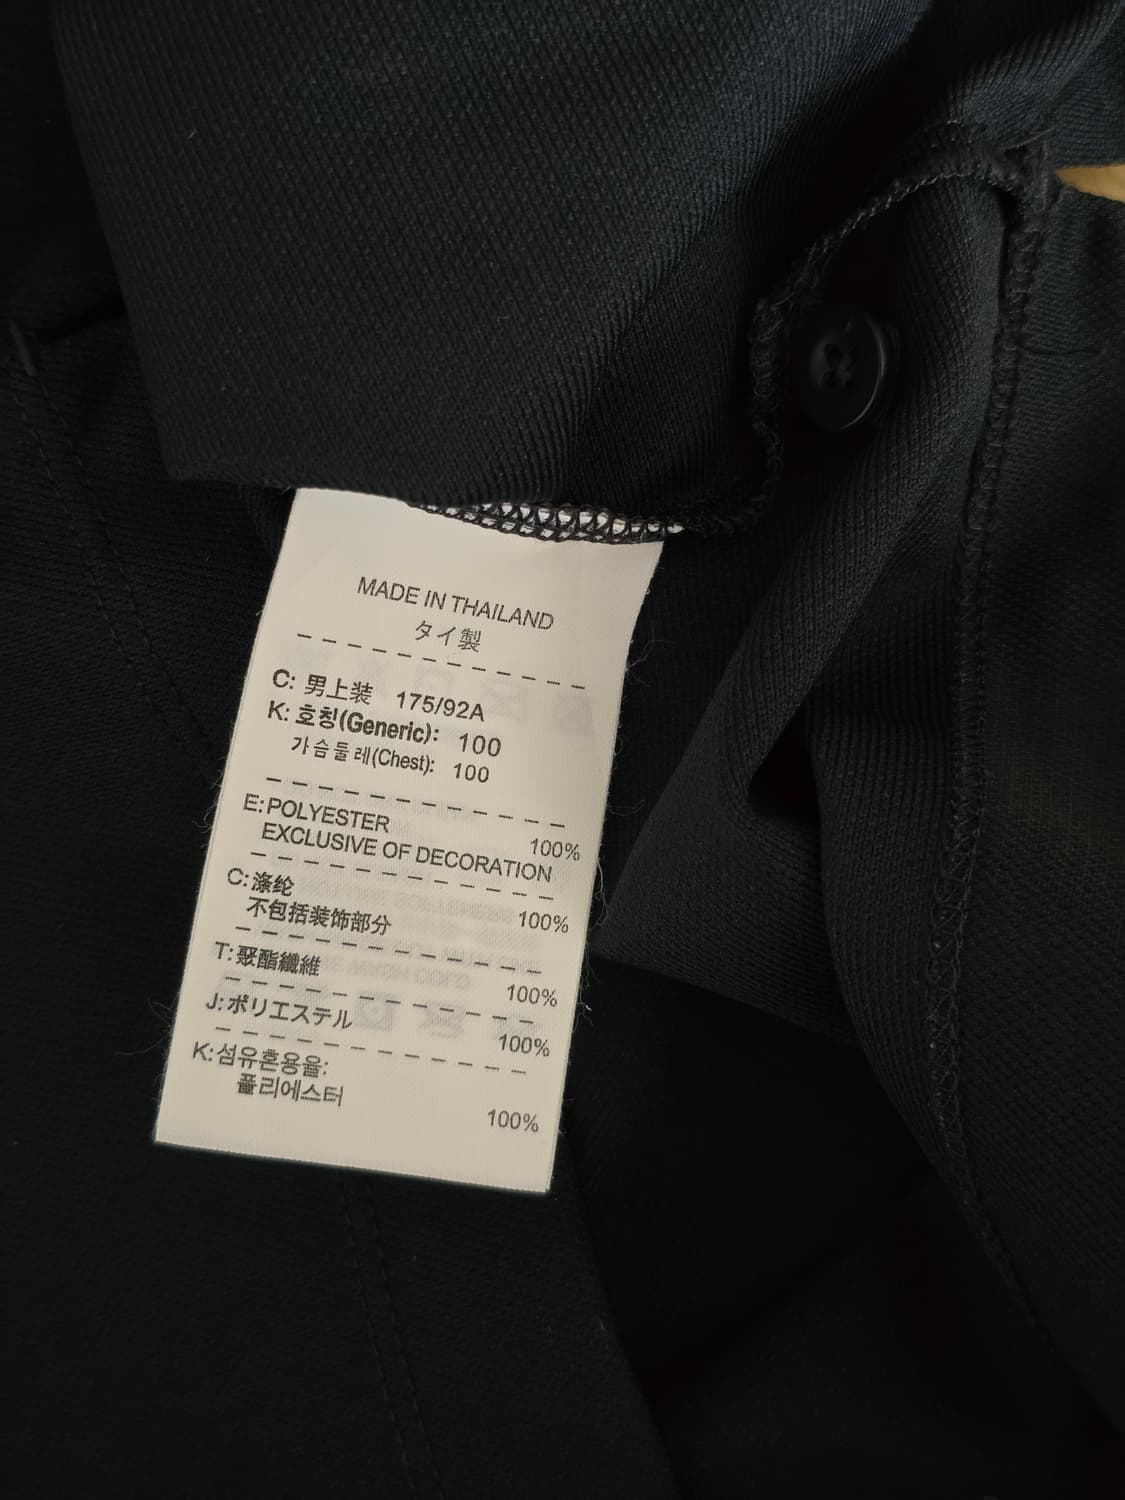 MADE IN THAILAND
タイ製
C: 男上装 175/92A
K: 호칭(Generic): 100
가슴둘레(Chest): 100
E: POLYESTER 100%
EXCLUSIVE OF DECORATION
C: 涤纶 100%
不包括装饰部分
T: 聚酯纖維 100%
J: ポリエステル 100%
K: 섬유혼용율:
폴리에스터 100%